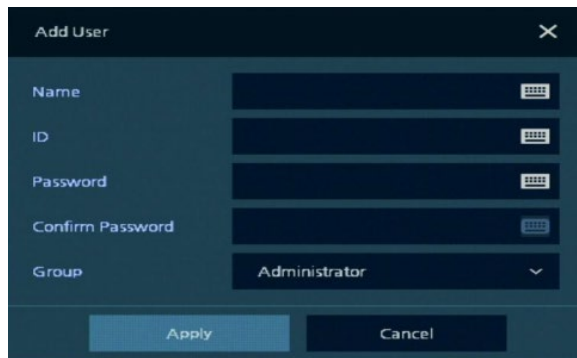 Add User
Name
ID
Password
Confirm Password
Group Administrator
Apply Cancel